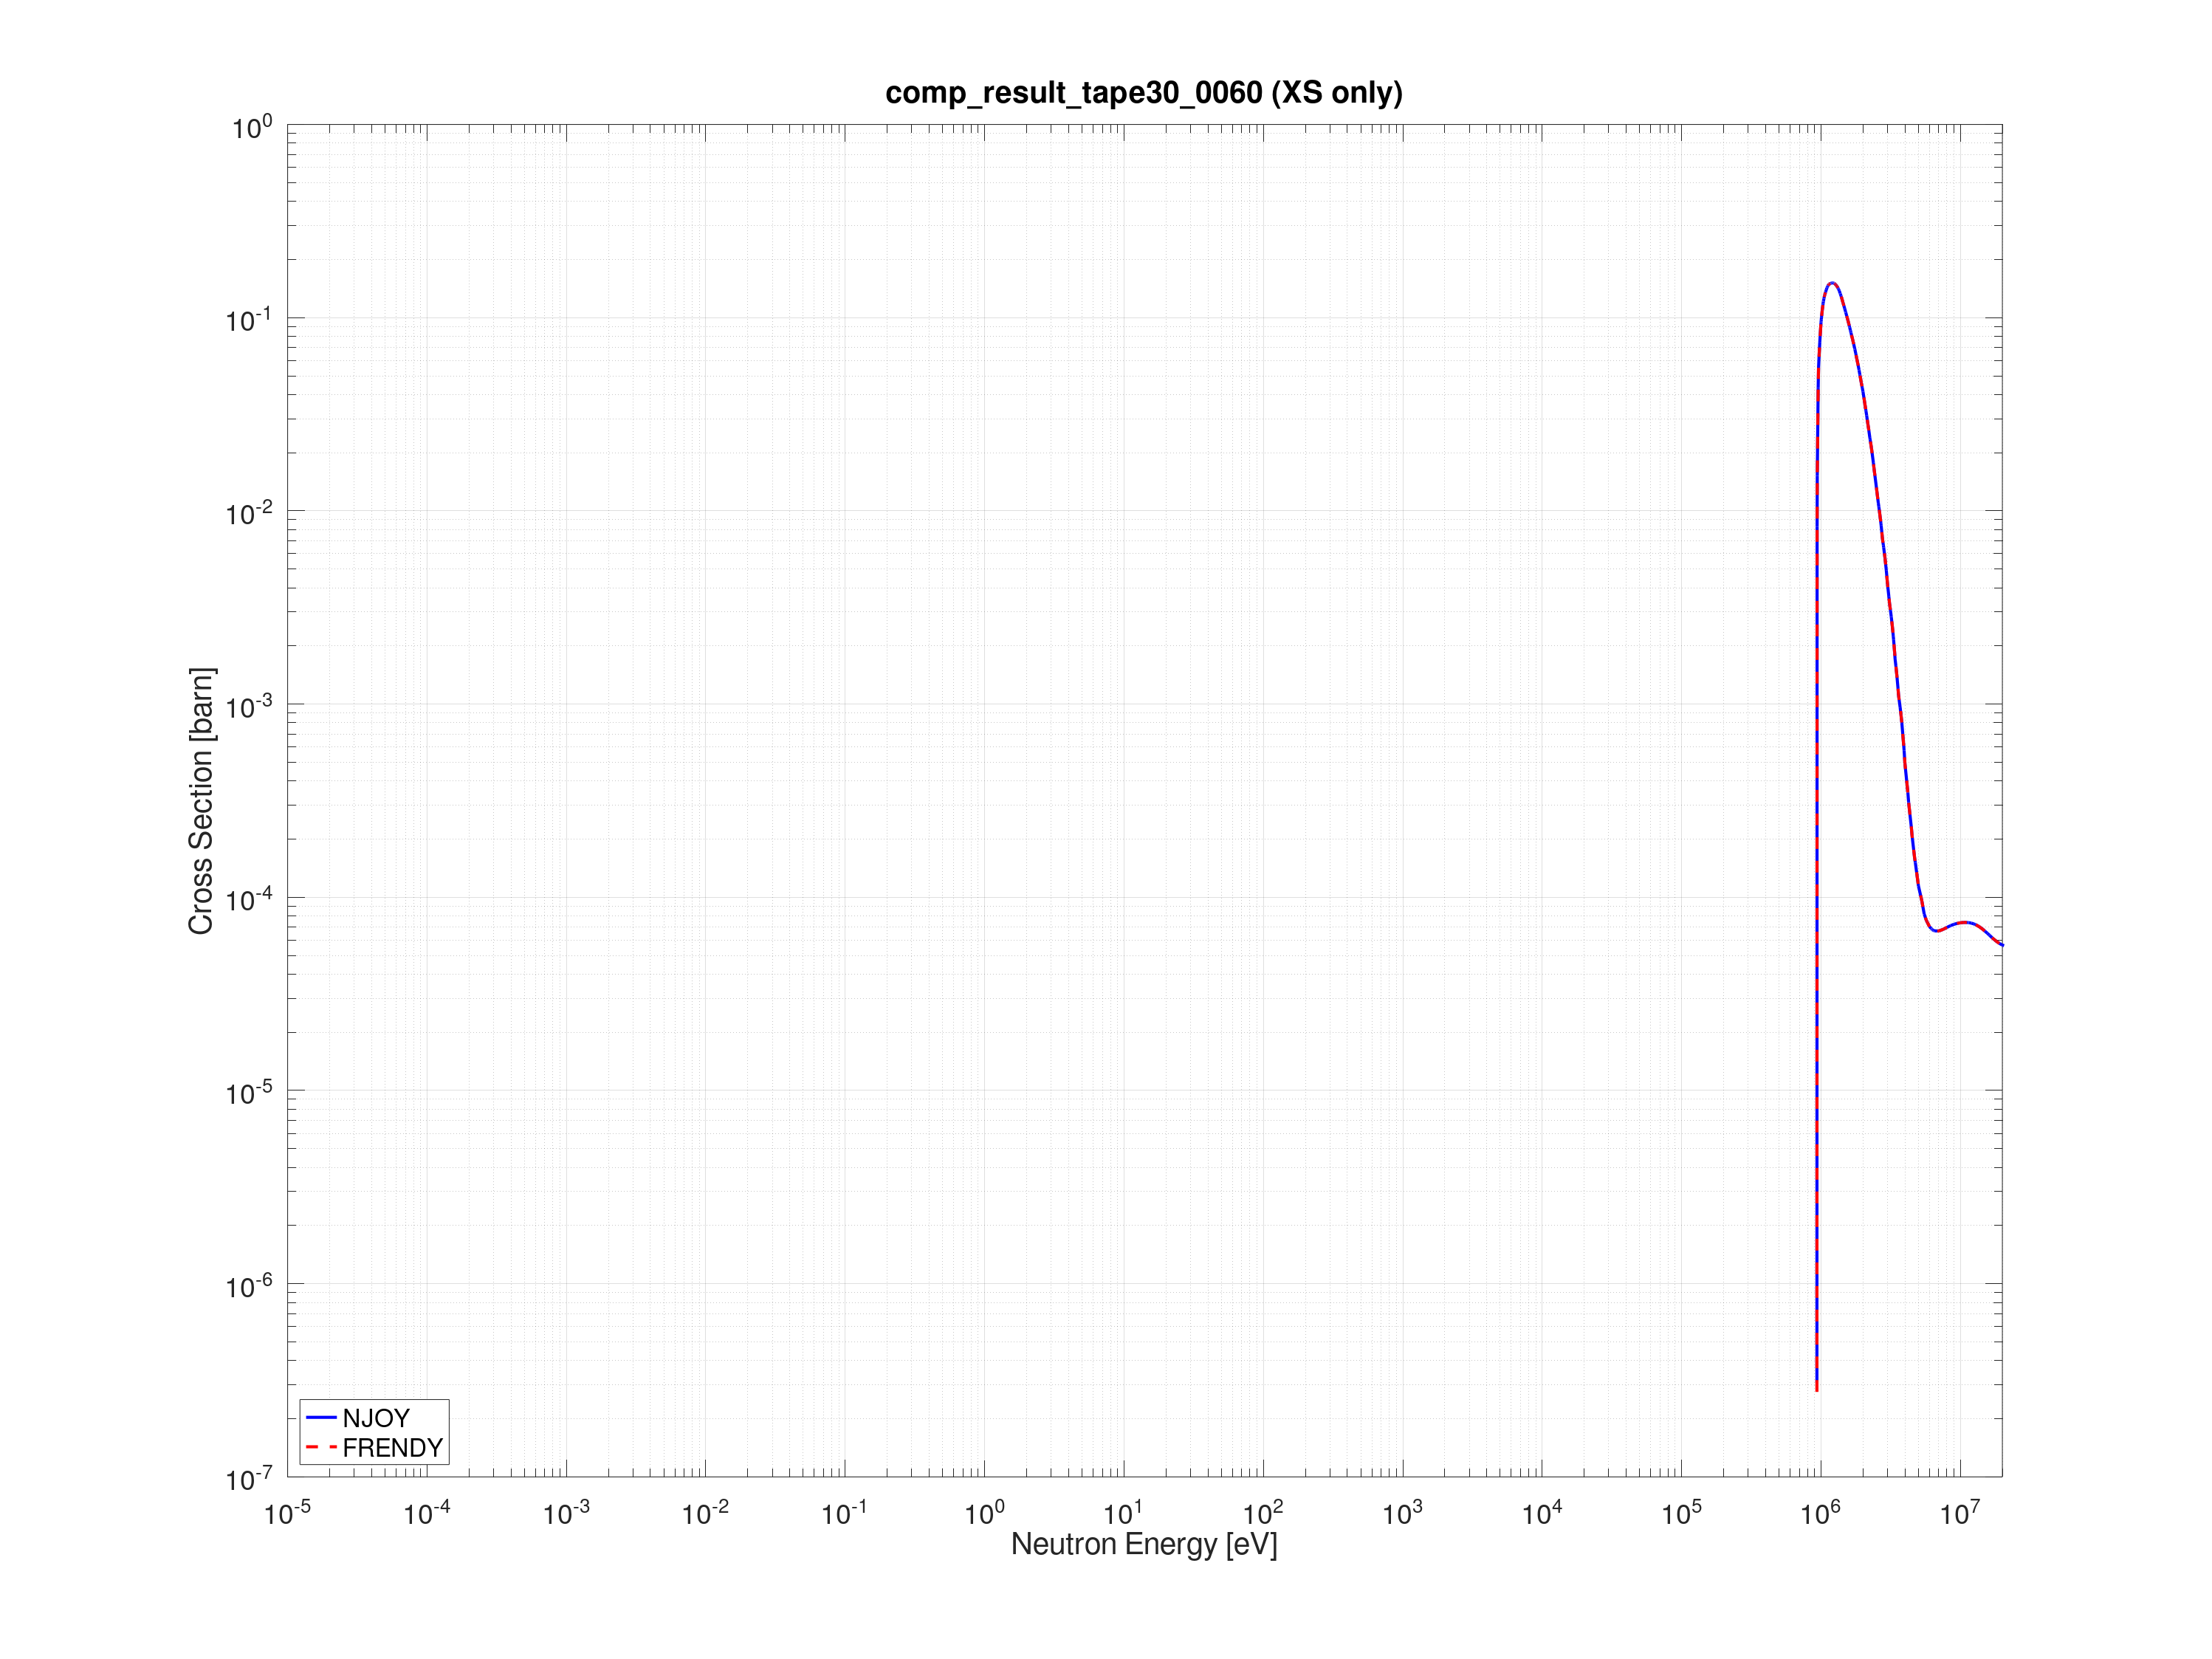 comp_result_tape30_0060 (XS only)
10^0
10^-1
10^-2
10^-3
10^-4
10^-5
10^-6
10^-7
Cross Section [barn]
NJOY
FRENDY
10^-5 10^-4 10^-3 10^-2 10^-1 10^0 10^1 10^2 10^3 10^4 10^5 10^6 10^7
Neutron Energy [eV]